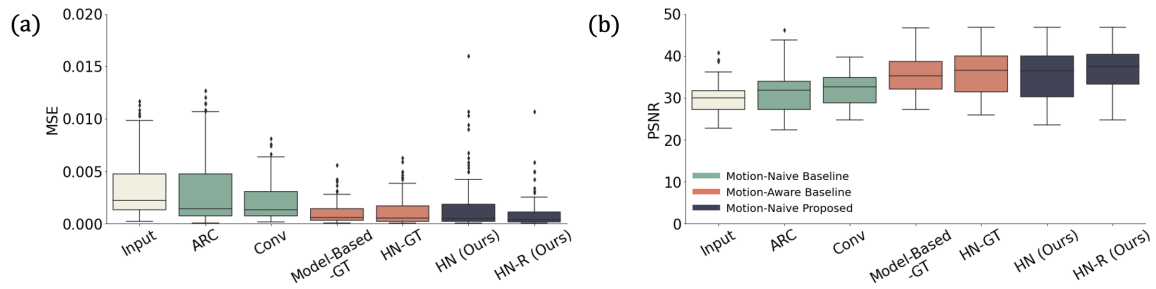 (a)
MSE
0.020
0.015
0.010
0.005
0.000
Input
ARC
Conv
Model-Based
-GT
HN-GT
HN (Ours)
HN-R (Ours)
(b)
PSNR
50
40
30
20
10
0
Motion-Naive Baseline
Motion-Aware Baseline
Motion-Naive Proposed
Input
ARC
Conv
Model-Based
-GT
HN-GT
HN (Ours)
HN-R (Ours)